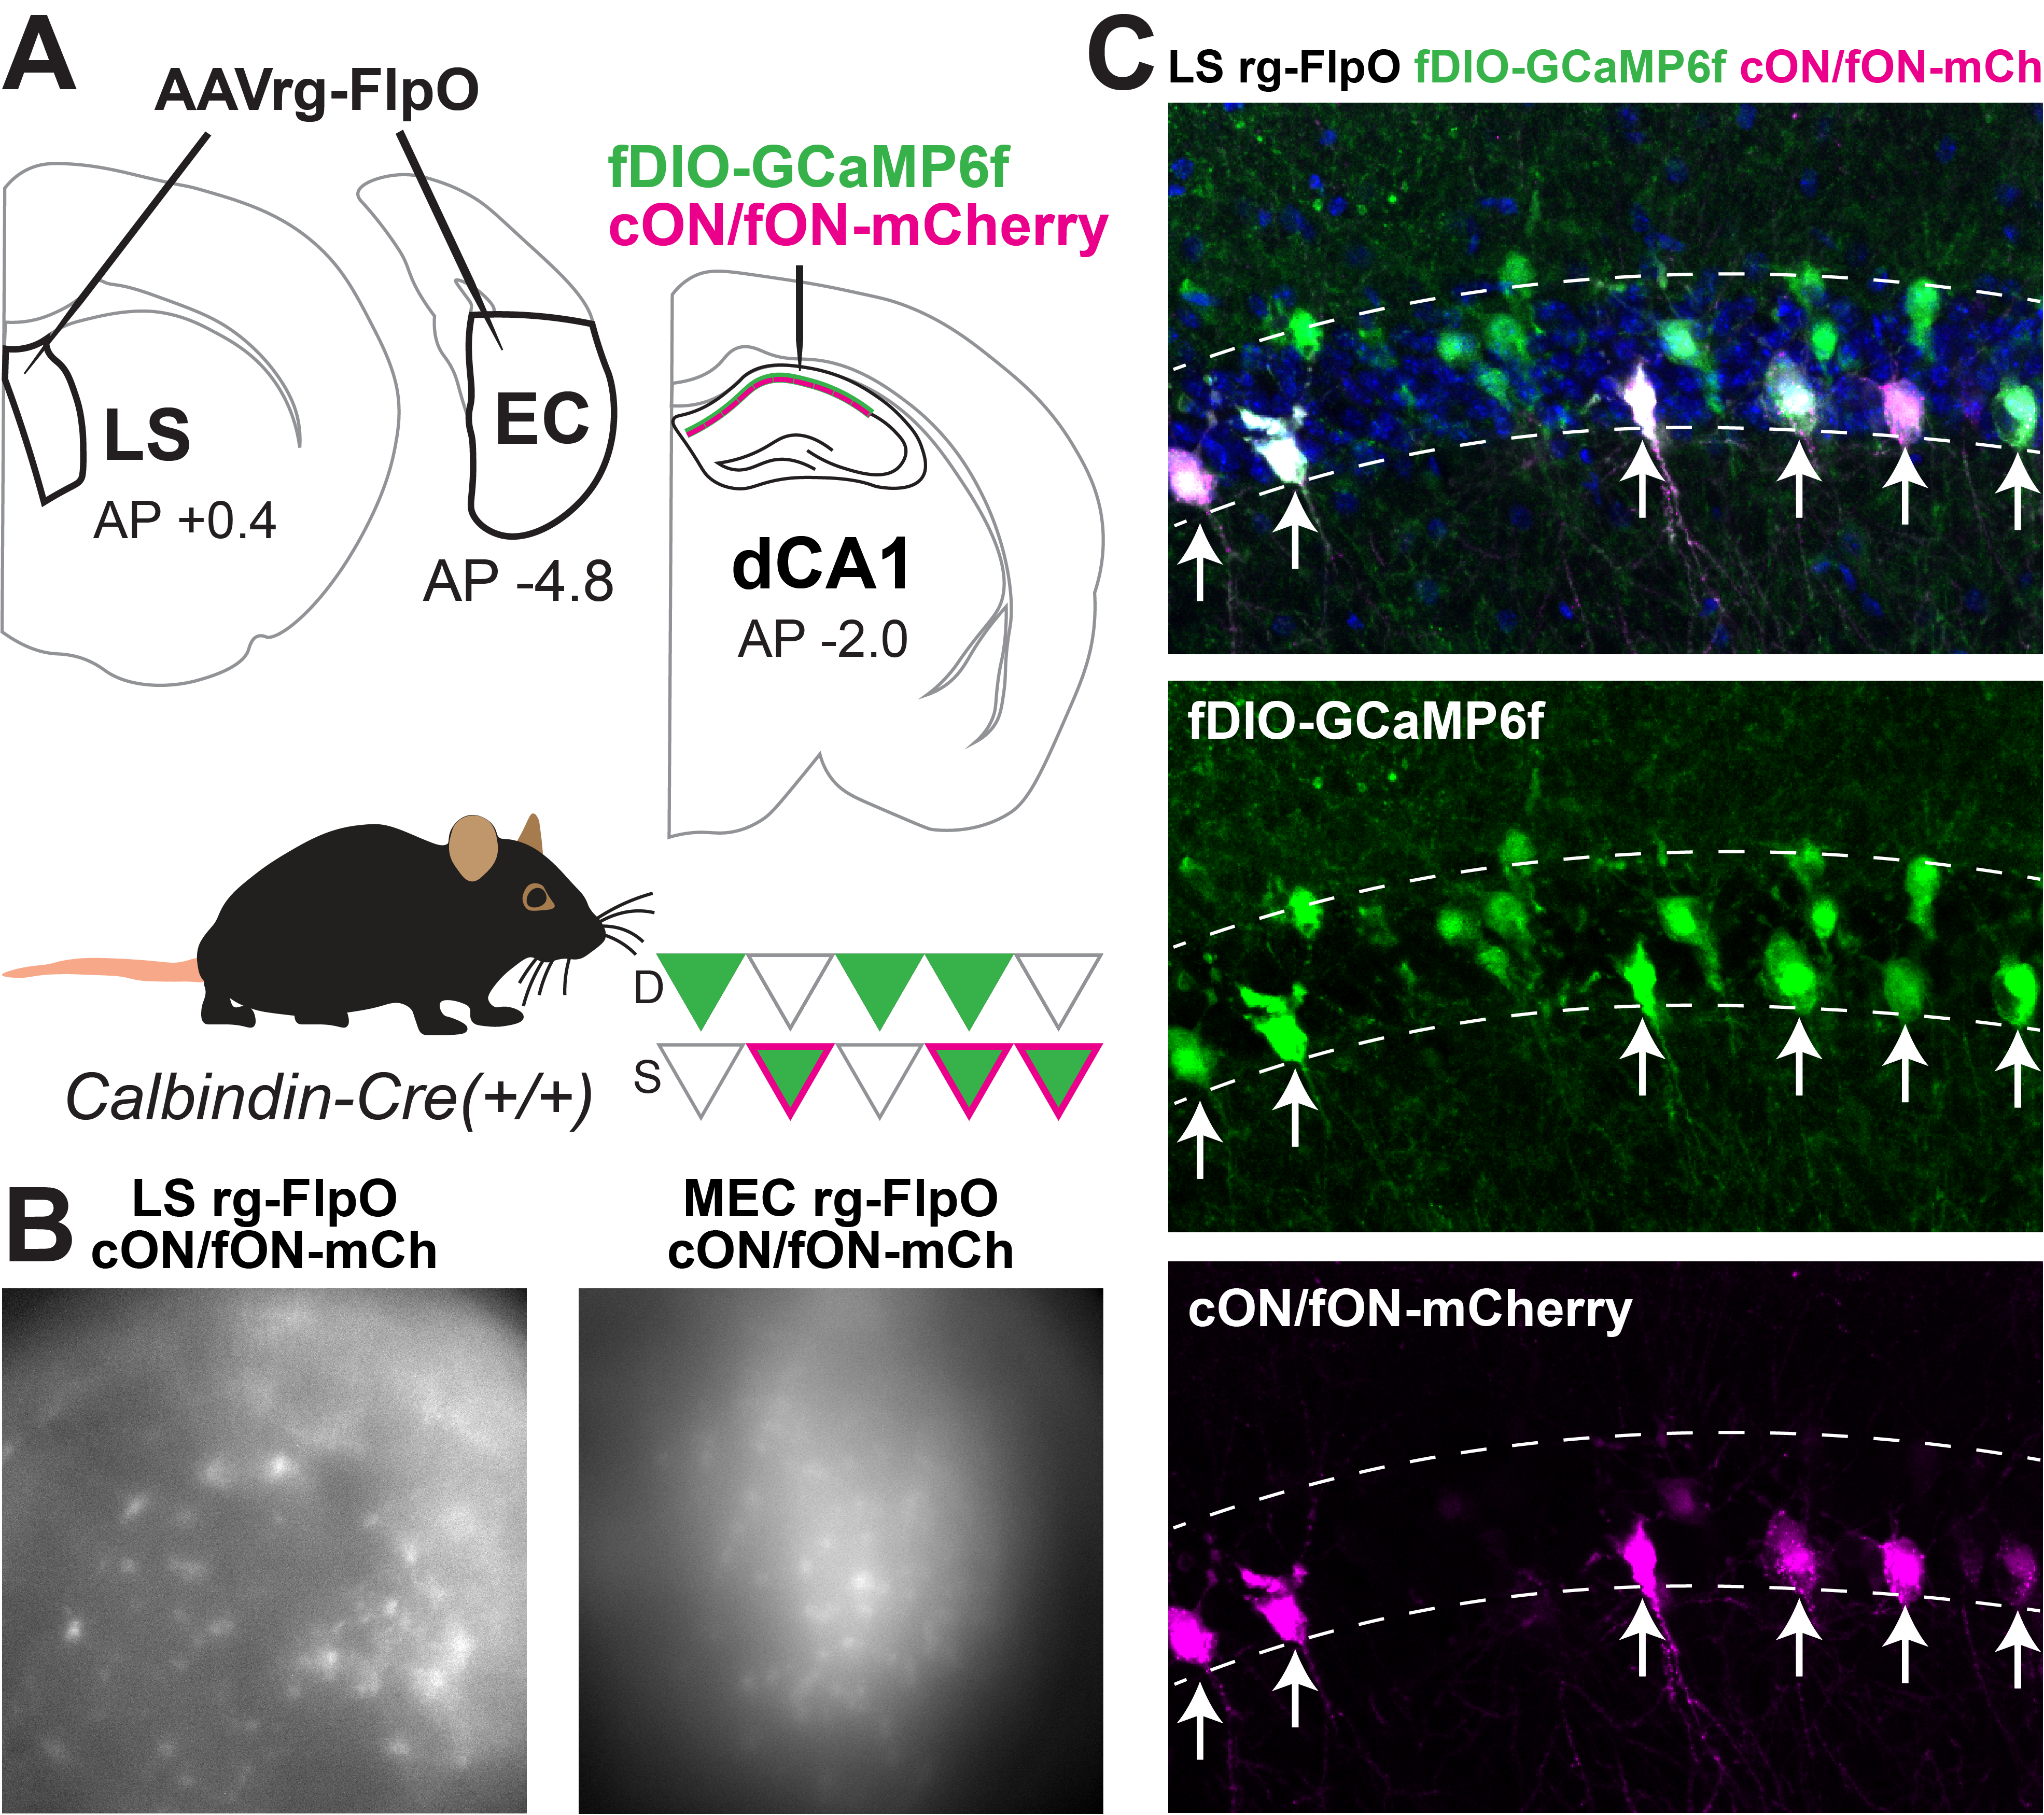 A
AAVrg-FlpO
fDIO-GCaMP6f
cON/fON-mCherry
LS
AP +0.4
EC
AP -4.8
dCA1
AP -2.0
Calbindin-Cre(+/+)
D
S
B
LS rg-FlpO
cON/fON-mCh
MEC rg-FlpO
cON/fON-mCh
C
LS rg-FlpO fDIO-GCaMP6f cON/fON-mCh
fDIO-GCaMP6f
cON/fON-mCherry